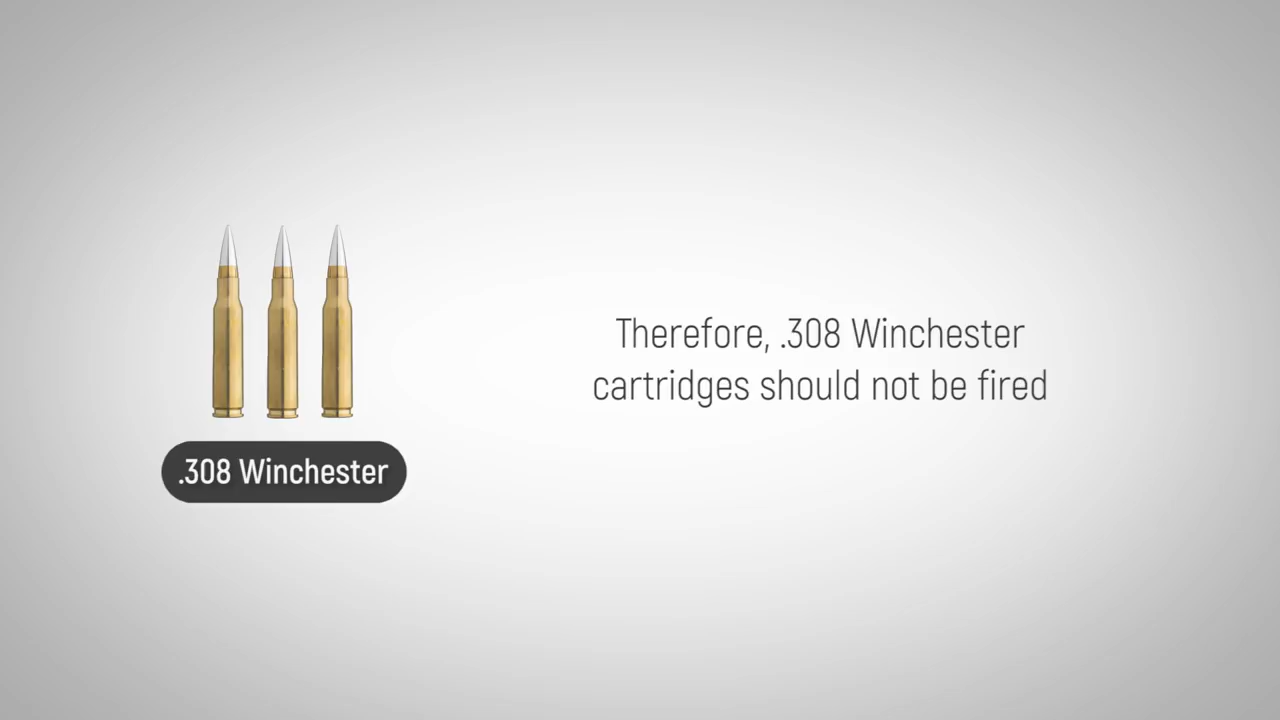 Therefore, .308 Winchester
cartridges should not be fired
.308 Winchester